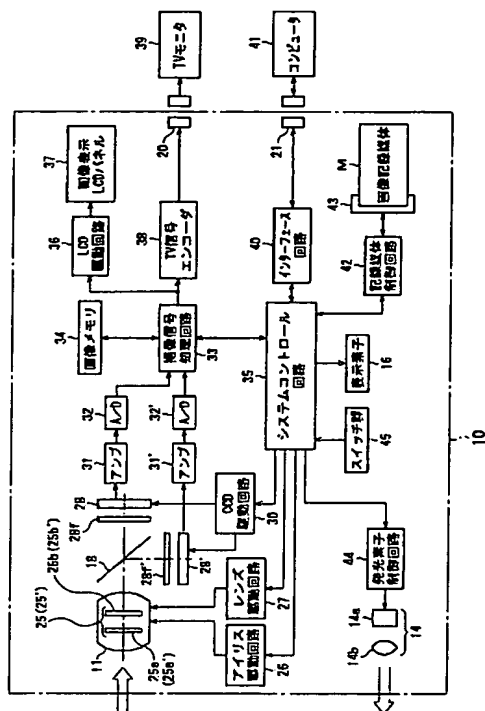 39
TVモニタ
41
コンピュータ
20
21
37
画像表示
LCDパネル
36
LCD
駆動回路
38
TV信号
エンコーダ
40
インターフェース
回路
M
画像記録媒体
43
42
記録媒体
制御回路
34
画像メモリ
33
撮像信号
処理回路
35
システムコントロール
回路
16
表示素子
45
スイッチ群
32
A/D
32'
A/D
31
アンプ
31'
アンプ
28
28f
18
28f'
28'
30
CCD
駆動回路
25(25')
26b(25b')
25a
(25a')
11
27
レンズ
駆動回路
26
アイリス
駆動回路
44
発光素子
制御回路
14a
14b
14
10